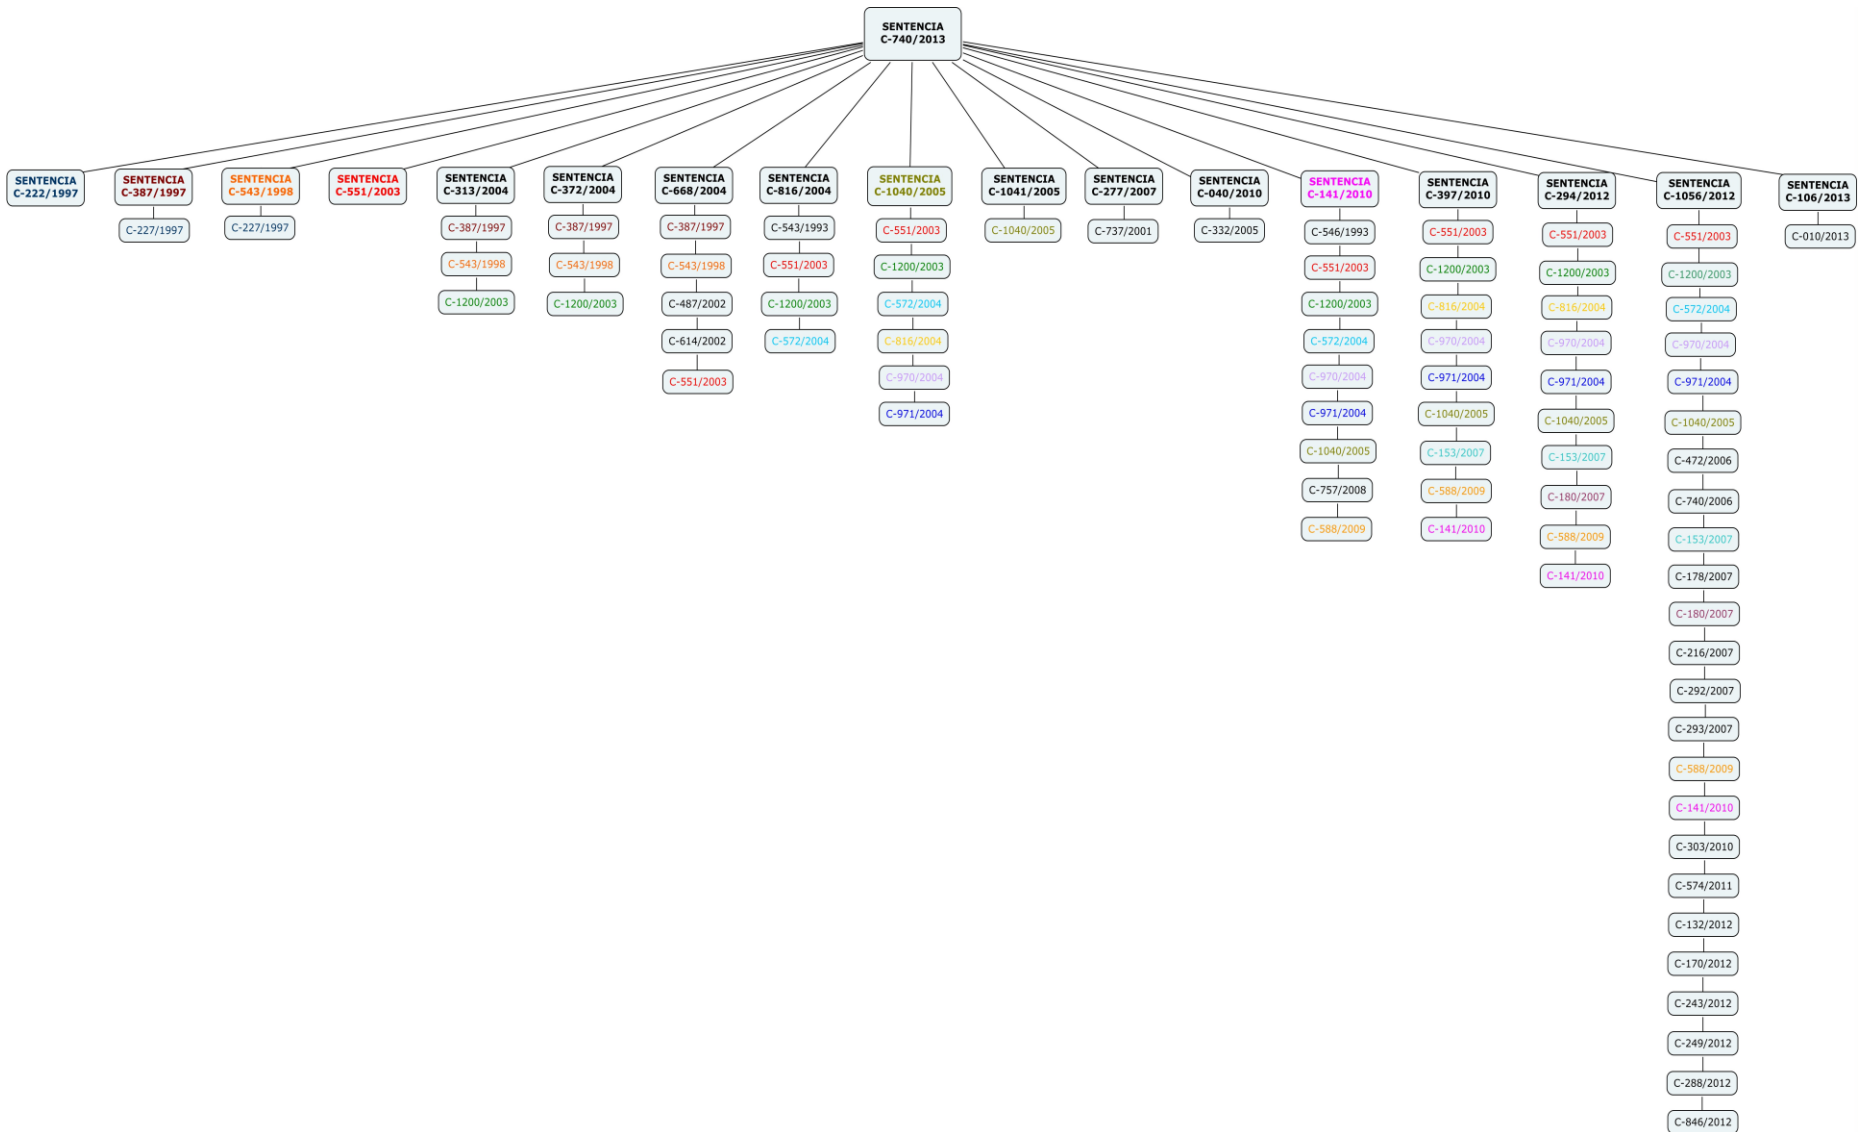 SENTENCIA
C-740/2013
SENTENCIA
C-222/1997
SENTENCIA
C-387/1997
C-227/1997
SENTENCIA
C-543/1998
C-227/1997
SENTENCIA
C-551/2003
SENTENCIA
C-313/2004
C-387/1997
C-543/1998
C-1200/2003
SENTENCIA
C-372/2004
C-387/1997
C-543/1998
C-1200/2003
SENTENCIA
C-668/2004
C-387/1997
C-543/1998
C-487/2002
C-614/2002
C-551/2003
SENTENCIA
C-816/2004
C-543/1993
C-551/2003
C-1200/2003
C-572/2004
SENTENCIA
C-1040/2005
C-551/2003
C-1200/2003
C-572/2004
C-816/2004
C-970/2004
C-971/2004
SENTENCIA
C-1041/2005
C-1040/2005
SENTENCIA
C-277/2007
C-737/2001
SENTENCIA
C-040/2010
C-332/2005
SENTENCIA
C-141/2010
C-546/1993
C-551/2003
C-1200/2003
C-572/2004
C-970/2004
C-971/2004
C-1040/2005
C-757/2008
C-588/2009
SENTENCIA
C-397/2010
C-551/2003
C-1200/2003
C-816/2004
C-970/2004
C-971/2004
C-1040/2005
C-153/2007
C-588/2009
C-141/2010
SENTENCIA
C-294/2012
C-551/2003
C-1200/2003
C-816/2004
C-970/2004
C-971/2004
C-1040/2005
C-153/2007
C-180/2007
C-588/2009
C-141/2010
SENTENCIA
C-1056/2012
C-551/2003
C-1200/2003
C-572/2004
C-970/2004
C-971/2004
C-1040/2005
C-472/2006
C-740/2006
C-153/2007
C-178/2007
C-180/2007
C-216/2007
C-292/2007
C-293/2007
C-588/2009
C-141/2010
C-303/2010
C-574/2011
C-132/2012
C-170/2012
C-243/2012
C-249/2012
C-288/2012
C-846/2012
SENTENCIA
C-106/2013
C-010/2013